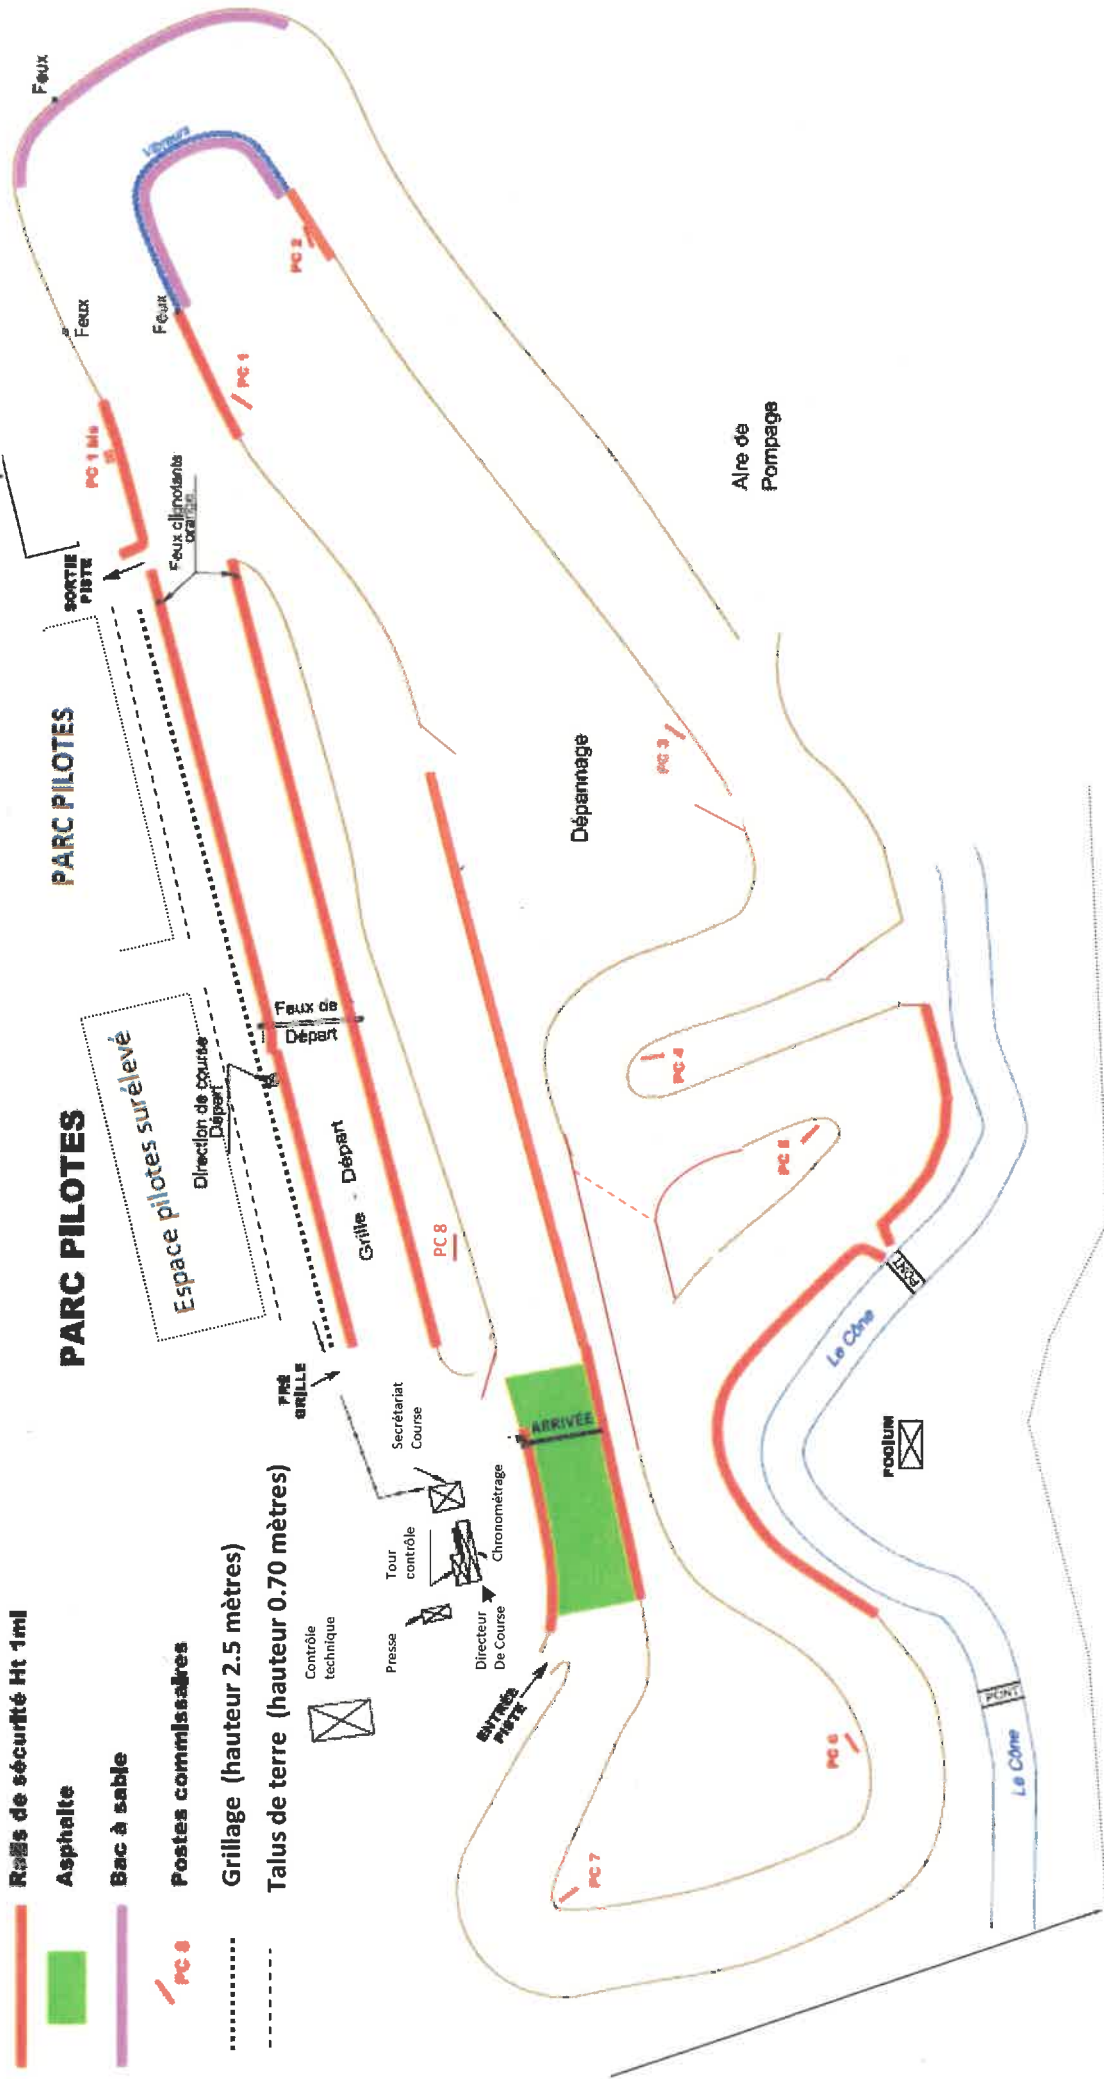 Rails de sécurité Ht 1ml
Asphalte
Bac à sable
PC 8
Postes commissaires
Grillage (hauteur 2.5 mètres)
Talus de terre (hauteur 0.70 mètres)
PARC PILOTES
PARC PILOTES
Espace pilotes surélevé
Direction de course
Départ
SORTIE
PISTE
PC 1 bis
Feux
Feux
Feux
Vibreurs
Feux clignotants
orange
PC 1
PC 2
Feux de
Départ
Grille - Départ
PRE
GRILLE
PC 8
Secrétariat
Course
Tour
contrôle
Chronométrage
Contrôle
technique
Presse
Directeur
De Course
ENTRÉE
PISTE
ARRIVÉE
Dépannage
Aire de
Pompage
PC 3
PC 4
PC 5
PC 6
PC 7
PONT
Le Cône
PODIUM
PONT
Le Cône